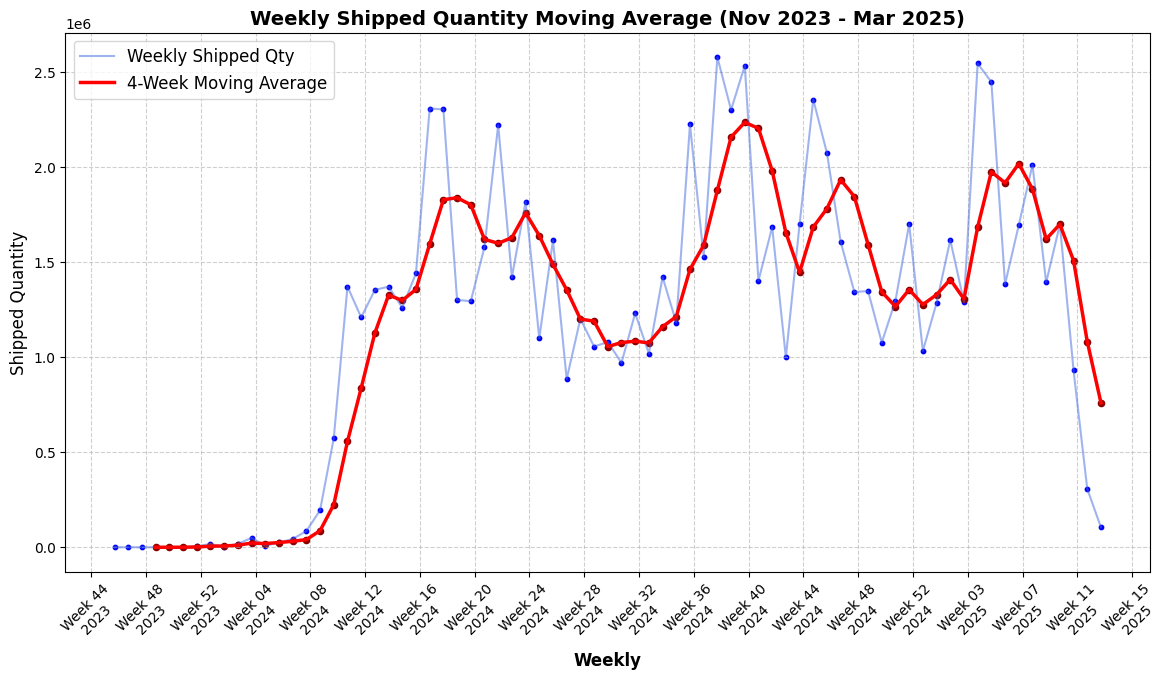 Weekly Shipped Quantity Moving Average (Nov 2023 - Mar 2025)
1e6
Weekly Shipped Qty
4-Week Moving Average
2.5
2.0
1.5
1.0
0.5
0.0
Shipped Quantity
Week 44
2023
Week 48
2023
Week 52
2023
Week 04
2024
Week 08
2024
Week 12
2024
Week 16
2024
Week 20
2024
Week 24
2024
Week 28
2024
Week 32
2024
Week 36
2024
Week 40
2024
Week 44
2024
Week 48
2024
Week 52
2024
Week 03
2025
Week 07
2025
Week 11
2025
Week 15
2025
Weekly